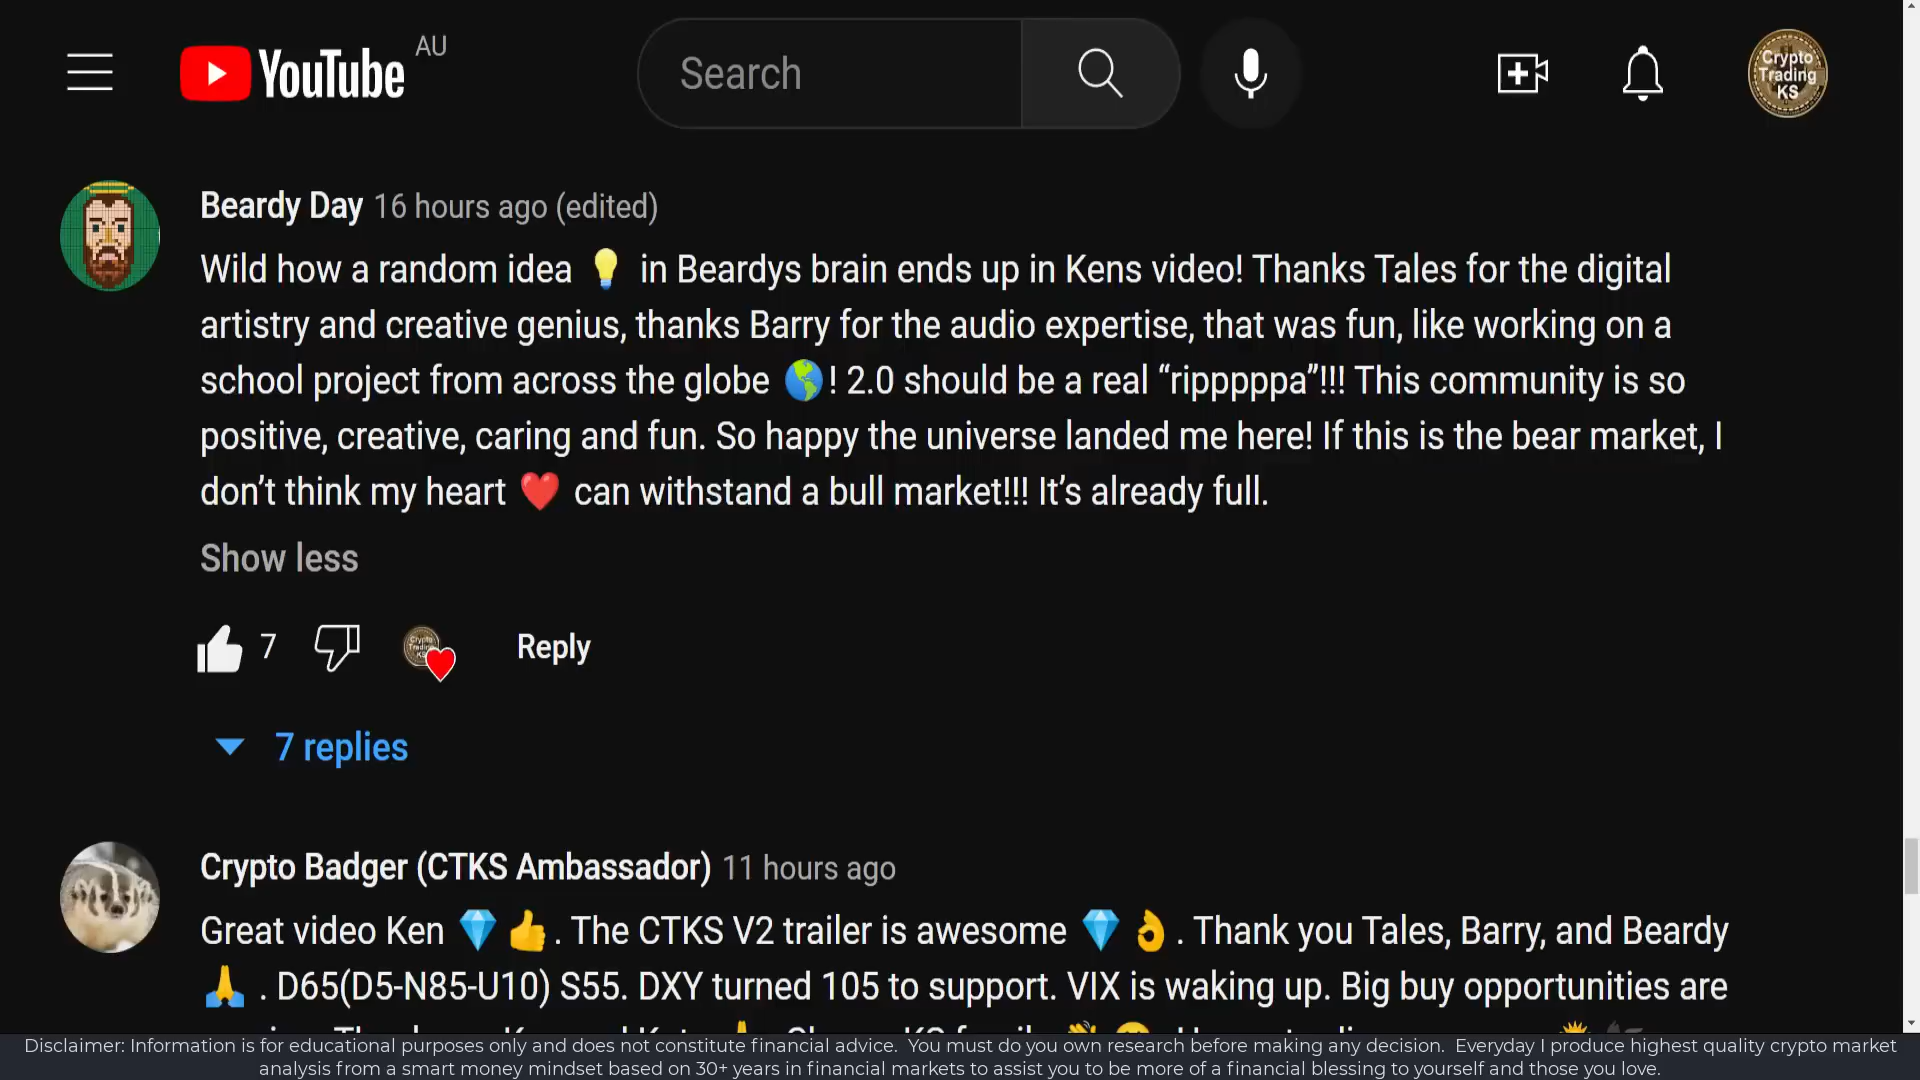 YouTube AU
Search
Crypto
Trading
KS
Beardy Day 16 hours ago (edited)
Wild how a random idea 💡 in Beardys brain ends up in Kens video! Thanks Tales for the digital
artistry and creative genius, thanks Barry for the audio expertise, that was fun, like working on a
school project from across the globe 🌎! 2.0 should be a real “ripppppa”!!! This community is so
positive, creative, caring and fun. So happy the universe landed me here! If this is the bear market, I
don’t think my heart ❤️ can withstand a bull market!!! It’s already full.
Show less
7 Reply
7 replies
Crypto Badger (CTKS Ambassador) 11 hours ago
Great video Ken 💎👍. The CTKS V2 trailer is awesome 💎👌. Thank you Tales, Barry, and Beardy
🙏. D65(D5-N85-U10) S55. DXY turned 105 to support. VIX is waking up. Big buy opportunities are
Disclaimer: Information is for educational purposes only and does not constitute financial advice. You must do you own research before making any decision. Everyday I produce highest quality crypto market
analysis from a smart money mindset based on 30+ years in financial markets to assist you to be more of a financial blessing to yourself and those you love.